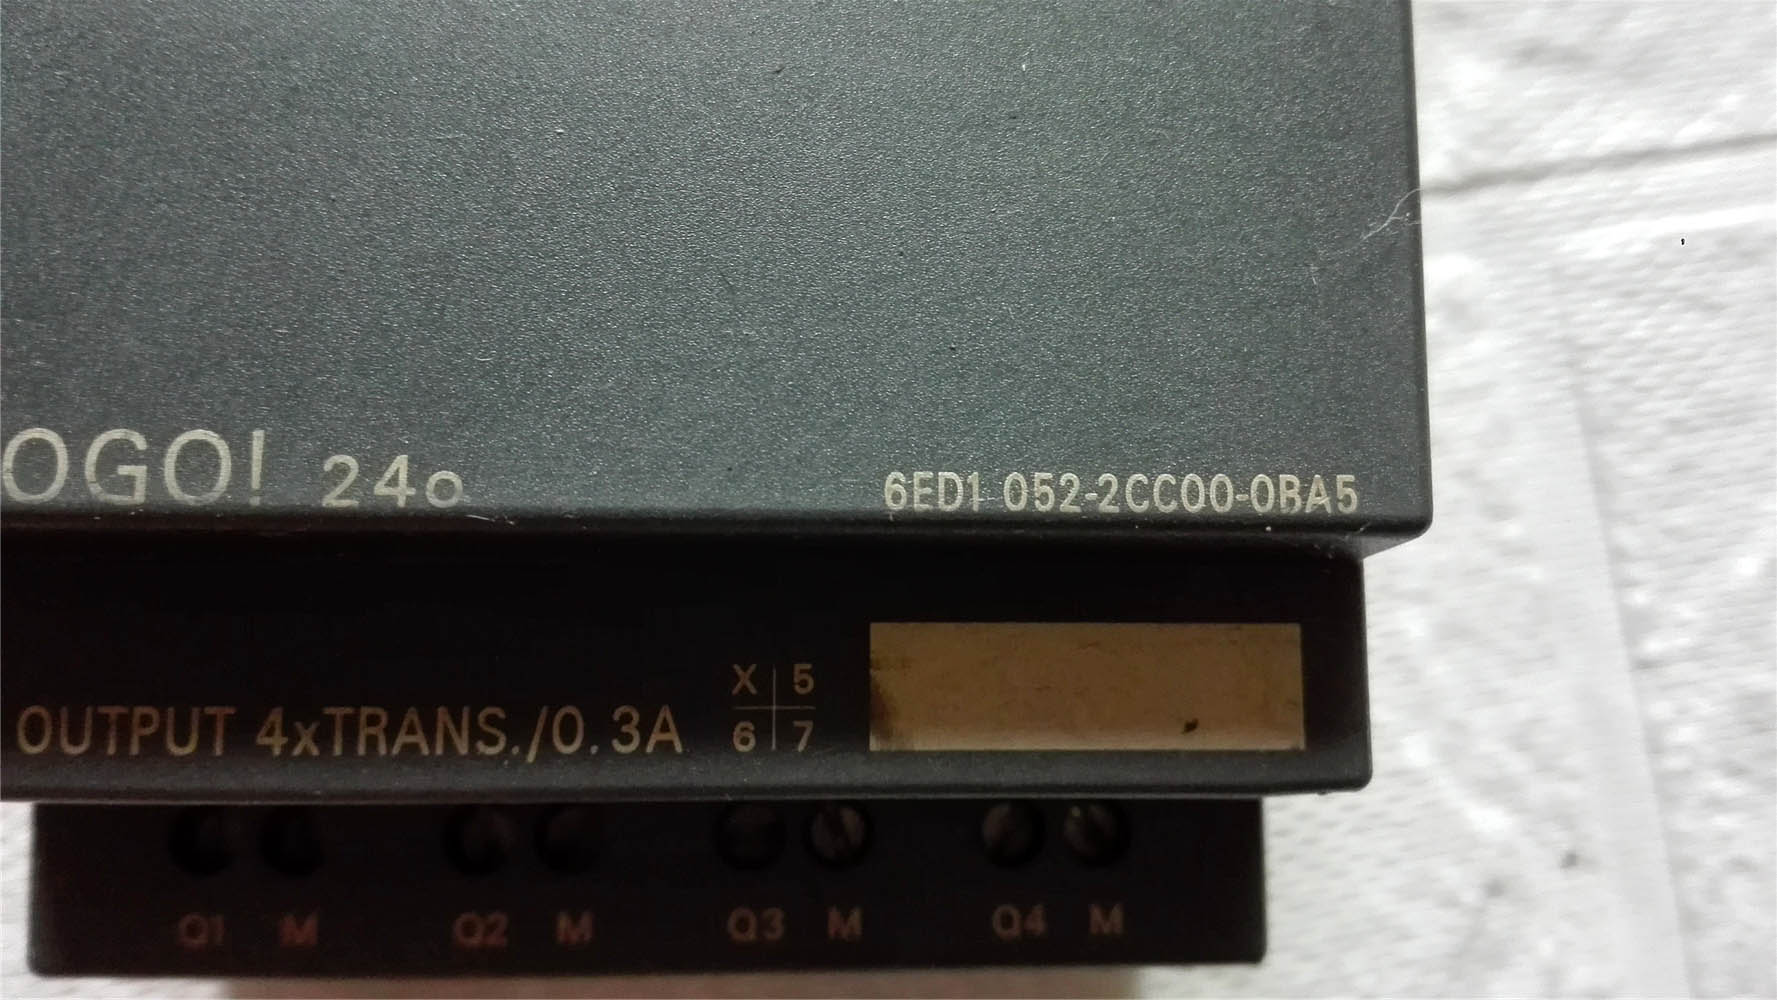 OGO! 24o
6ED1 052-2CC00-0BA5
X 5
OUTPUT 4xTRANS./0.3A
6 7
Q1 M Q2 M Q3 M Q4 M